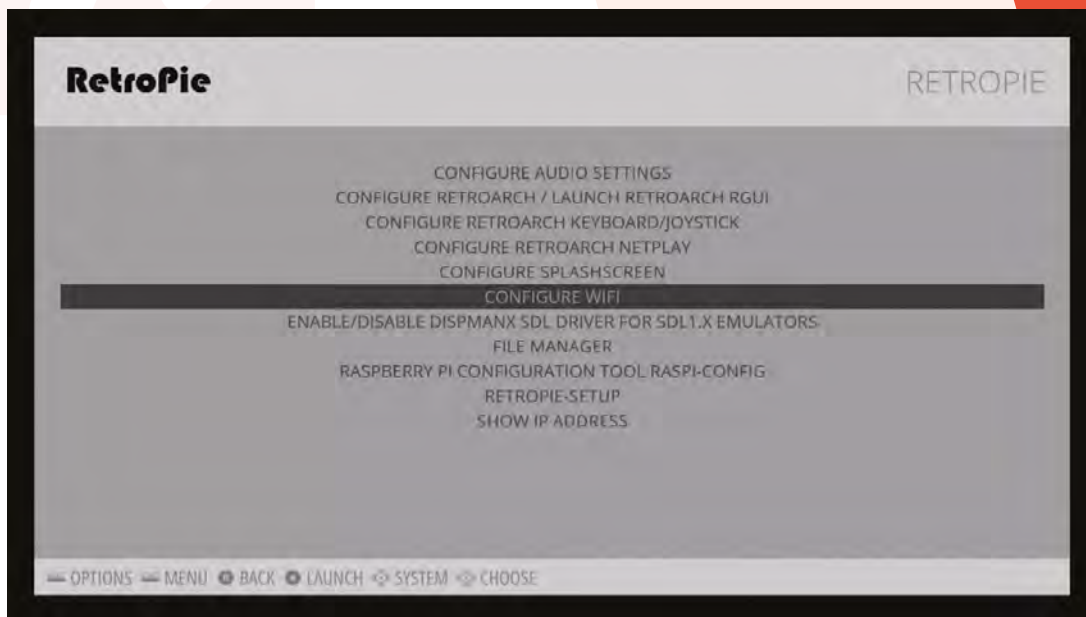 RetroPie
RETROPIE
CONFIGURE AUDIO SETTINGS
CONFIGURE RETROARCH / LAUNCH RETROARCH RGUI
CONFIGURE RETROARCH KEYBOARD/JOYSTICK
CONFIGURE RETROARCH NETPLAY
CONFIGURE SPLASHSCREEN
CONFIGURE WIFI
ENABLE/DISABLE DISPMANX SDL DRIVER FOR SDL1.X EMULATORS
FILE MANAGER
RASPBERRY PI CONFIGURATION TOOL RASPI-CONFIG
RETROPIE-SETUP
SHOW IP ADDRESS
OPTIONS MENU BACK LAUNCH SYSTEM CHOOSE